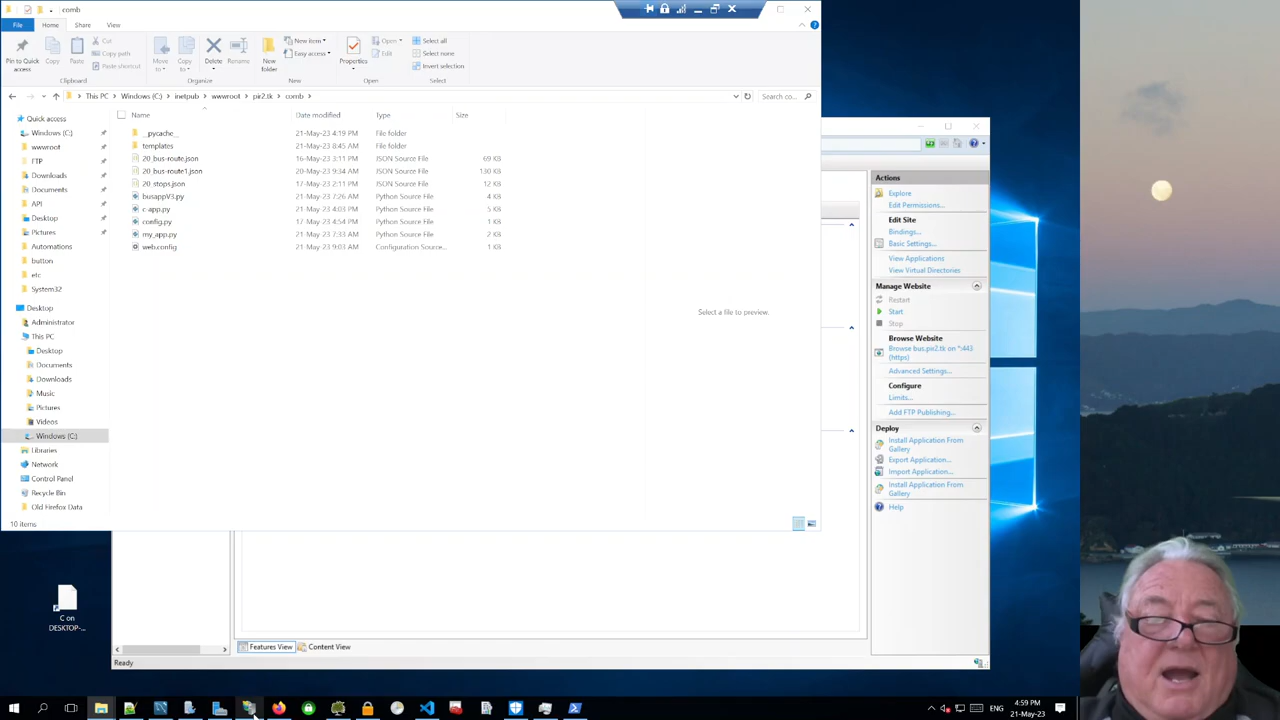 comb
File
Home
Share
View
Pin to Quick access
Copy
Paste
Cut
Copy path
Paste shortcut
Clipboard
Move to
Copy to
Delete
Rename
Organize
New folder
New item
Easy access
New
Properties
Open
Edit
Open
Select all
Select none
Invert selection
Select
This PC
Windows (C:)
inetpub
wwwroot
pir2.tk
comb
Search co...
Name
Date modified
Type
Size
__pycache__
21-May-23 4:19 PM
File folder
templates
21-May-23 8:45 AM
File folder
20_bus-route.json
16-May-23 3:11 PM
JSON Source File
69 KB
20_bus-route1.json
20-May-23 9:34 AM
JSON Source File
130 KB
20_stops.json
17-May-23 2:11 PM
JSON Source File
12 KB
busappV3.py
21-May-23 7:26 AM
Python Source File
4 KB
c-app.py
21-May-23 4:03 PM
Python Source File
5 KB
config.py
17-May-23 4:54 PM
Python Source File
1 KB
my_app.py
21-May-23 7:33 AM
Python Source File
2 KB
web.config
21-May-23 9:03 AM
Configuration Source...
1 KB
Quick access
Windows (C:)
wwwroot
FTP
Downloads
Documents
API
Desktop
Pictures
Automations
button
etc
System32
Desktop
Administrator
This PC
Desktop
Documents
Downloads
Music
Pictures
Videos
Windows (C:)
Libraries
Network
Control Panel
Recycle Bin
Old Firefox Data
10 items
Select a file to preview.
Actions
Explore
Edit Permissions...
Edit Site
Bindings...
Basic Settings...
View Applications
View Virtual Directories
Manage Website
Restart
Start
Stop
Browse Website
Browse bus.pir2.tk on *:443 (https)
Advanced Settings...
Configure
Limits...
Add FTP Publishing...
Deploy
Install Application From Gallery
Export Application...
Import Application...
Install Application From Gallery
Help
C on
DESKTOP-...
Features View
Content View
Ready
ENG
4:59 PM
21-May-23